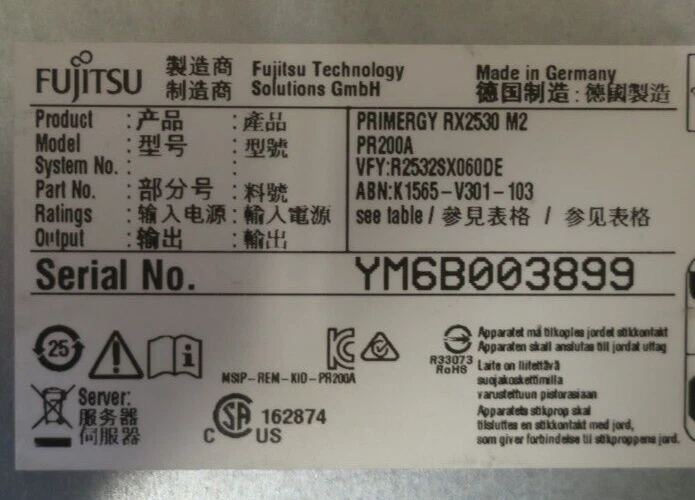 FUJITSU 製造商 Fujitsu Technology Made in Germany
制造商 Solutions GmbH 德国制造：德國製造
Product : 产品 : 產品 PRIMERGY RX2530 M2
Model : 型号 : 型號 PR200A
System No. : : VFY:R2532SX060DE
Part No. : 部分号 : 料號 ABN:K1565-V301-103
Ratings : 输入电源 : 輸入電源 see table / 參見表格 / 参见表格
Output : 输出 : 輸出
Serial No. YM6B003899
25
MSIP-REM-KID-PR200A
R33073
RoHS
Apparatet må tilkoples jordet stikkontakt
Apparaten skall anslutas till jordat uttag
Laite on liitettävä
suojakoskettimilla
varustettuun pistorasiaan
Apparatets stikprop skal
tilsluttes en stikkontakt med jord,
som giver forbindelse til stikproppens jord.
Server:
服务器
伺服器
C SA US 162874